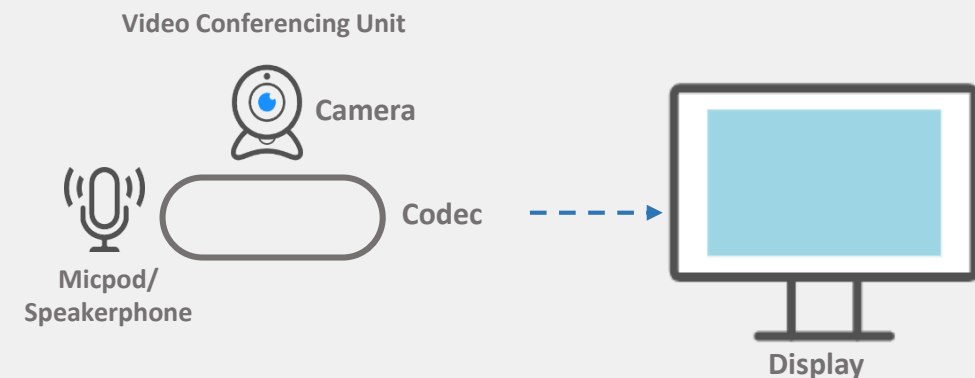 Video Conferencing Unit
Camera
Codec
Micpod/
Speakerphone
Display